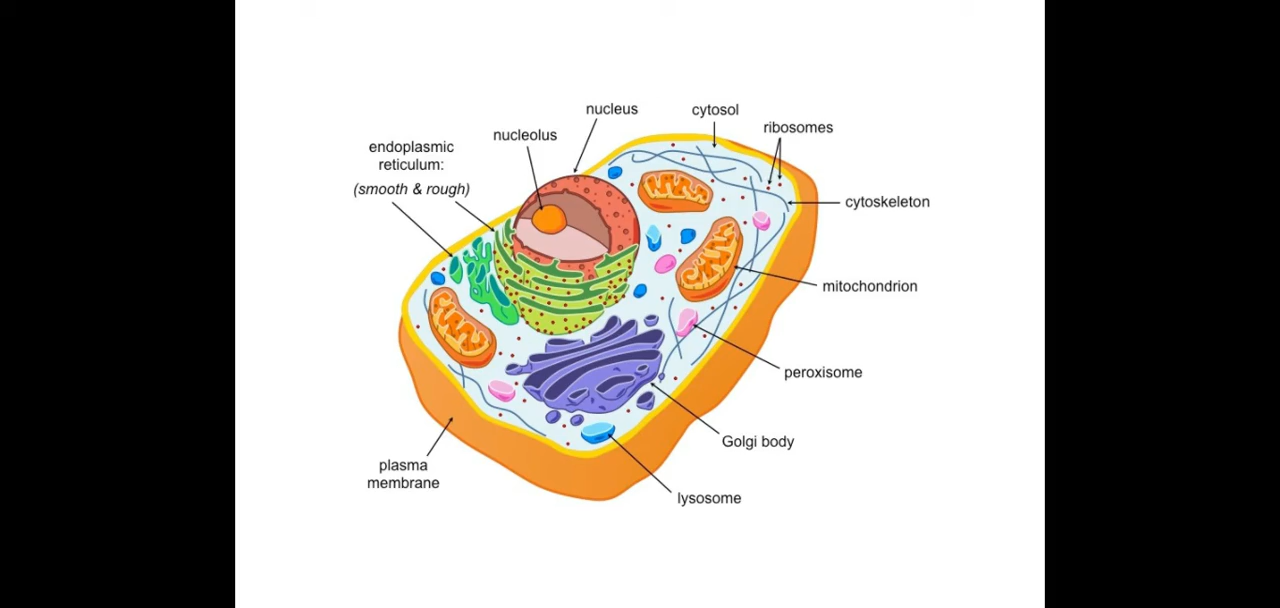 nucleus
cytosol
ribosomes
nucleolus
endoplasmic
reticulum:
(smooth & rough)
cytoskeleton
mitochondrion
peroxisome
Golgi body
plasma
membrane
lysosome